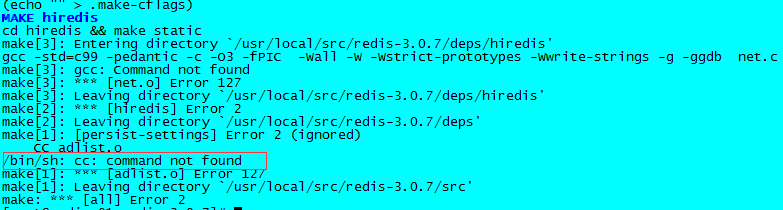 (echo "" > .make-cflags)
MAKE hiredis
cd hiredis && make static
make[3]: Entering directory `/usr/local/src/redis-3.0.7/deps/hiredis'
gcc -std=c99 -pedantic -c -O3 -fPIC  -Wall -W -Wstrict-prototypes -Wwrite-strings -g -ggdb  net.c
make[3]: gcc: Command not found
make[3]: *** [net.o] Error 127
make[3]: Leaving directory `/usr/local/src/redis-3.0.7/deps/hiredis'
make[2]: *** [hiredis] Error 2
make[2]: Leaving directory `/usr/local/src/redis-3.0.7/deps'
make[1]: [persist-settings] Error 2 (ignored)
    CC adlist.o
/bin/sh: cc: command not found
make[1]: *** [adlist.o] Error 127
make[1]: Leaving directory `/usr/local/src/redis-3.0.7/src'
make: *** [all] Error 2